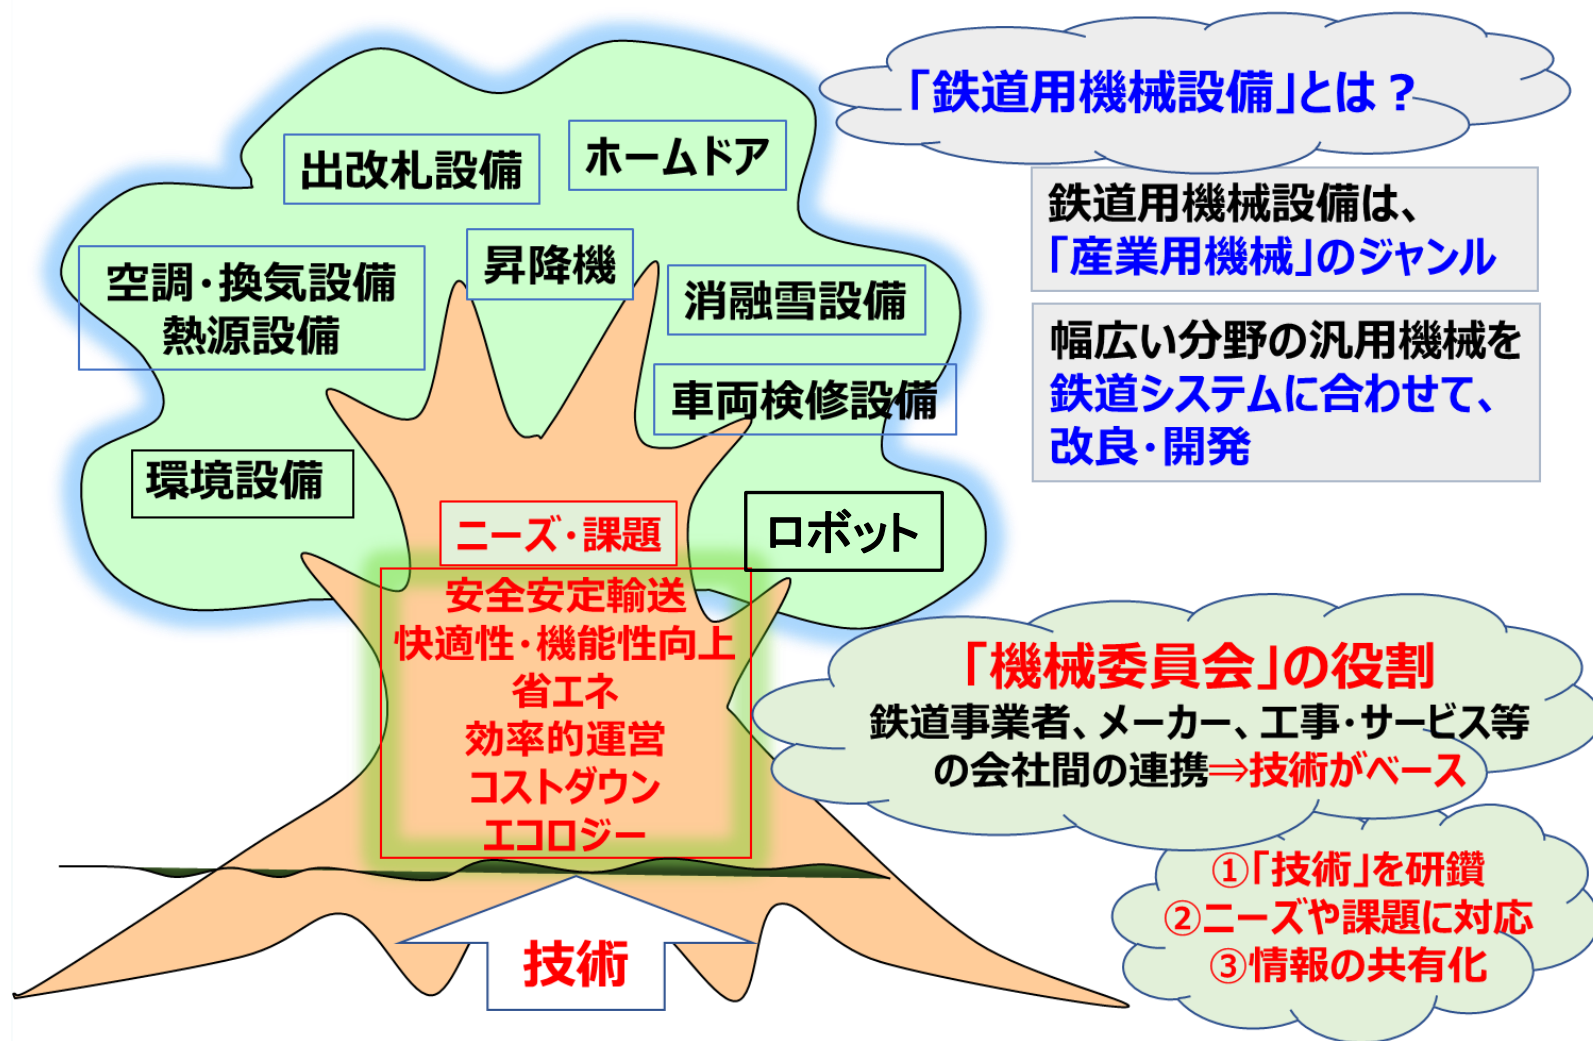 「鉄道用機械設備」とは？
鉄道用機械設備は、
「産業用機械」のジャンル
幅広い分野の汎用機械を
鉄道システムに合わせて、
改良・開発
出改札設備
ホームドア
昇降機
空調・換気設備
熱源設備
消融雪設備
車両検修設備
環境設備
ロボット
ニーズ・課題
安全安定輸送
快適性・機能性向上
省エネ
効率的運営
コストダウン
エコロジー
技術
「機械委員会」の役割
鉄道事業者、メーカー、工事・サービス等
の会社間の連携⇒技術がベース
①「技術」を研鑽
②ニーズや課題に対応
③情報の共有化